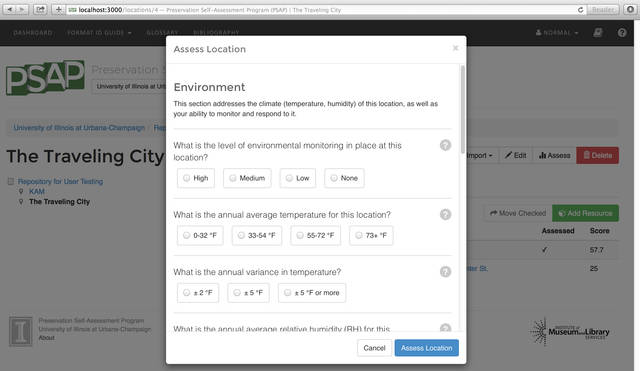 localhost:3000/locations/4 — Preservation Self-Assessment Program (PSAP) | The Traveling City
Reader
DASHBOARD FORMAT ID GUIDE GLOSSARY BIBLIOGRAPHY NORMAL
PSAP
Preservation S
University of Illinois at Urb
University of Illinois at Urbana-Champaign / Rep
The Traveling City
Import Edit Assess Delete
Repository for User Testing
KAM
The Traveling City
Move Checked Add Resource
Assessed Score
✓ 57.7
nter St. 25
Assess Location ×
Environment
This section addresses the climate (temperature, humidity) of this location, as well as
your ability to monitor and respond to it.
What is the level of environmental monitoring in place at this
location?
?
High Medium Low None
What is the annual average temperature for this location? ?
0-32 °F 33-54 °F 55-72 °F 73+ °F
What is the annual variance in temperature? ?
± 2 °F ± 5 °F ± 5 °F or more
What is the annual average relative humidity (RH) for this ?
Cancel Assess Location
I
Preservation Self-Assessment Program
University of Illinois at Urbana-Champaign
About
INSTITUTE of
Museum and Library
SERVICES